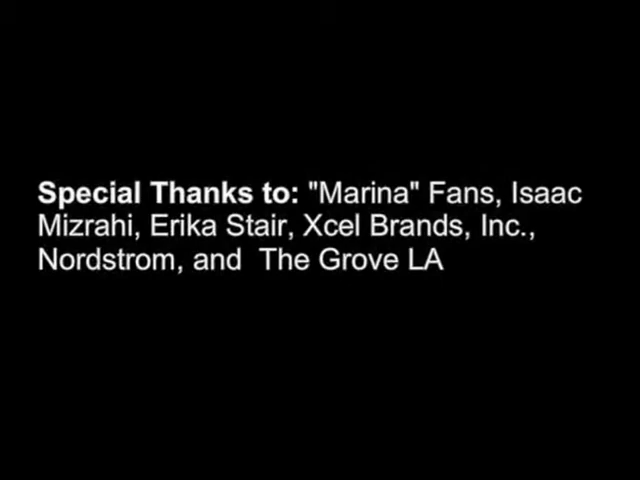 Special Thanks to: "Marina" Fans, Isaac
Mizrahi, Erika Stair, Xcel Brands, Inc.,
Nordstrom, and  The Grove LA